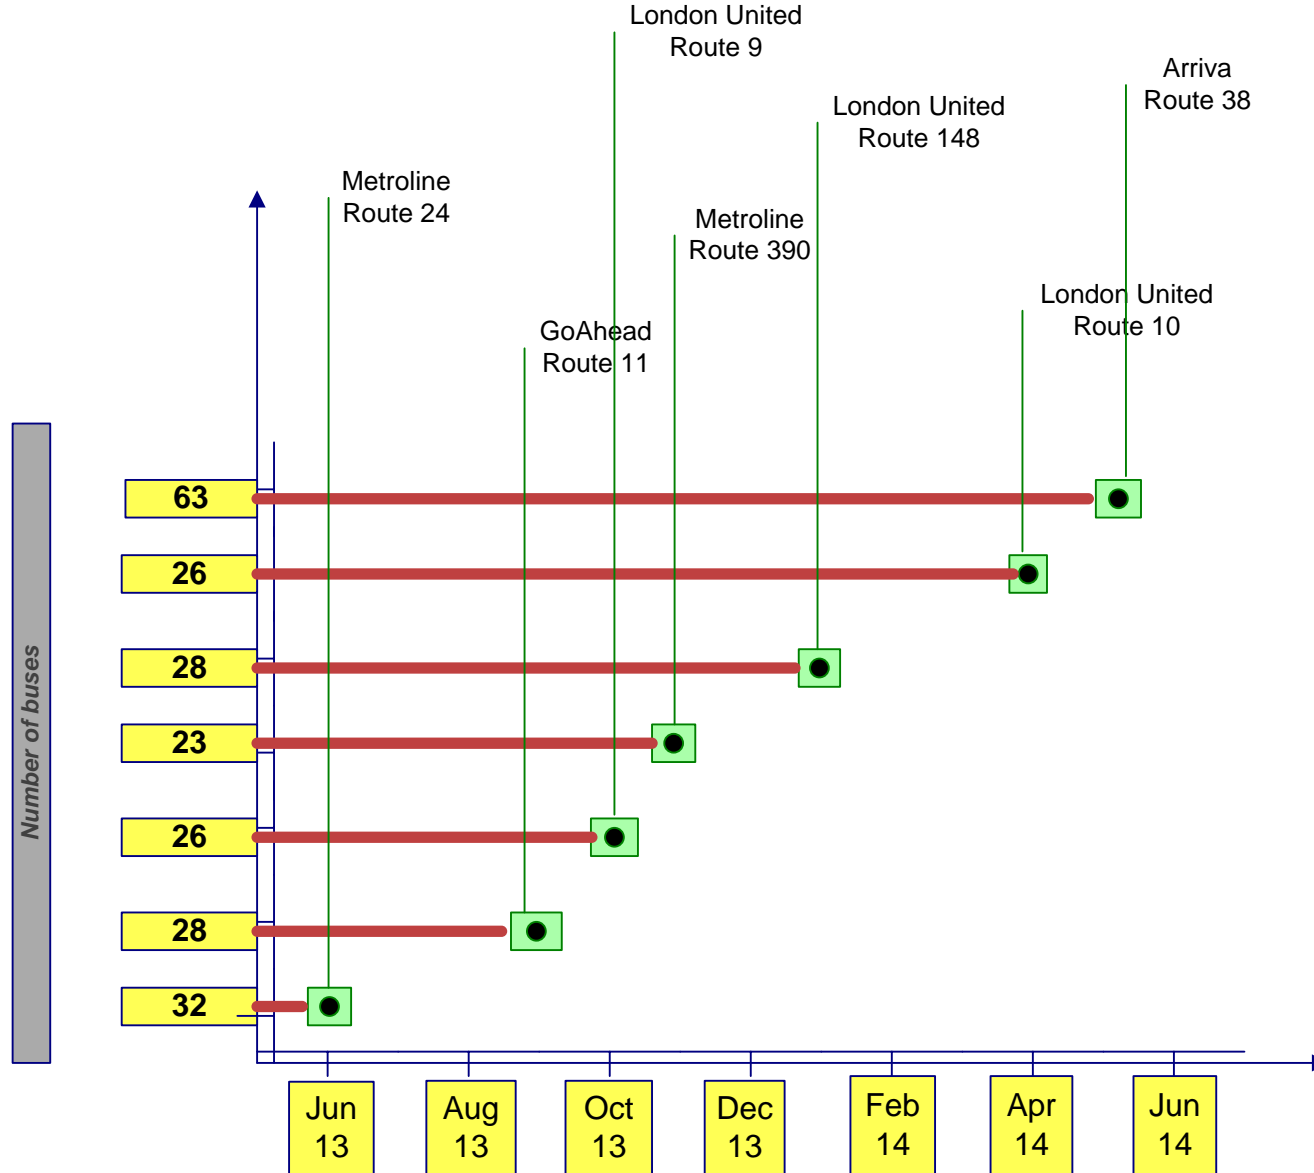 London United
Route 9
Arriva
Route 38
London United
Route 148
Metroline
Route 24
Metroline
Route 390
London United
Route 10
GoAhead
Route 11
63
26
28
23
26
28
32
Number of buses
Jun
13
Aug
13
Oct
13
Dec
13
Feb
14
Apr
14
Jun
14